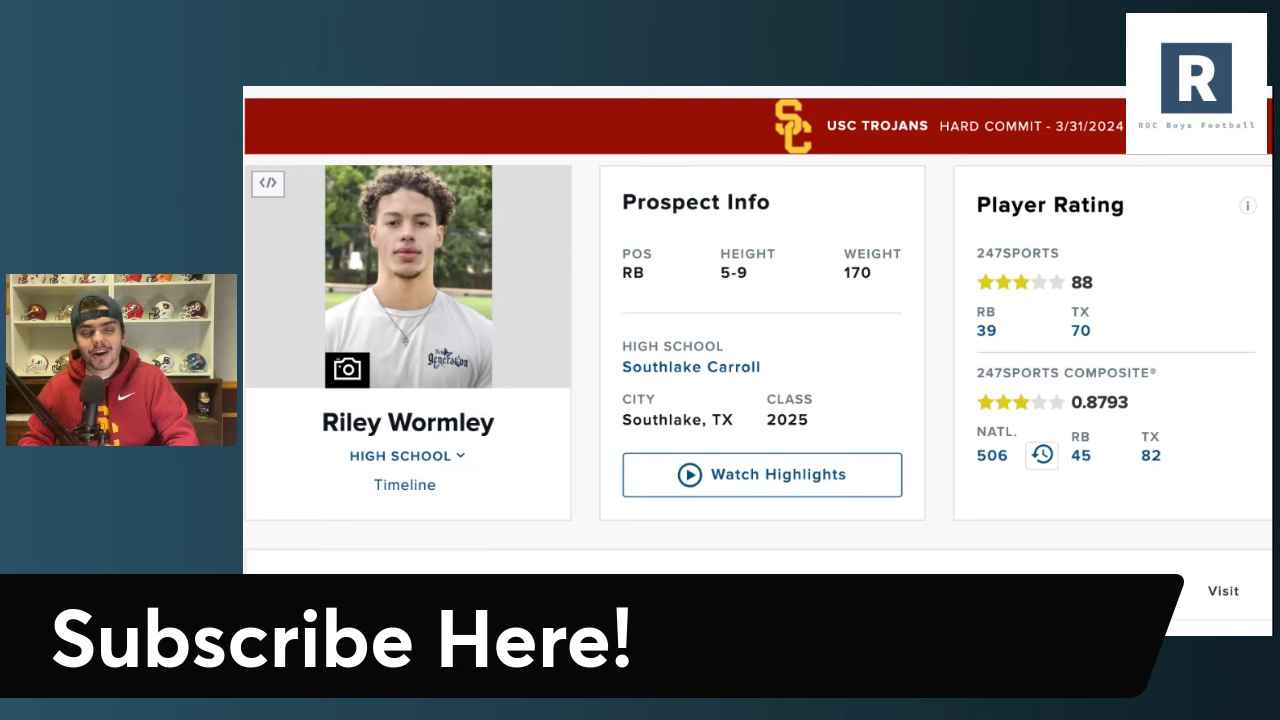 R
ROC Boys Football
USC TROJANS HARD COMMIT - 3/31/2024
</>
Riley Wormley
HIGH SCHOOL
Timeline
Prospect Info
POS HEIGHT WEIGHT
RB 5-9 170
HIGH SCHOOL
Southlake Carroll
CITY CLASS
Southlake, TX 2025
Watch Highlights
Player Rating
i
247SPORTS
88
RB TX
39 70
247SPORTS COMPOSITE®
0.8793
NATL. RB TX
506 45 82
Visit
Subscribe Here!